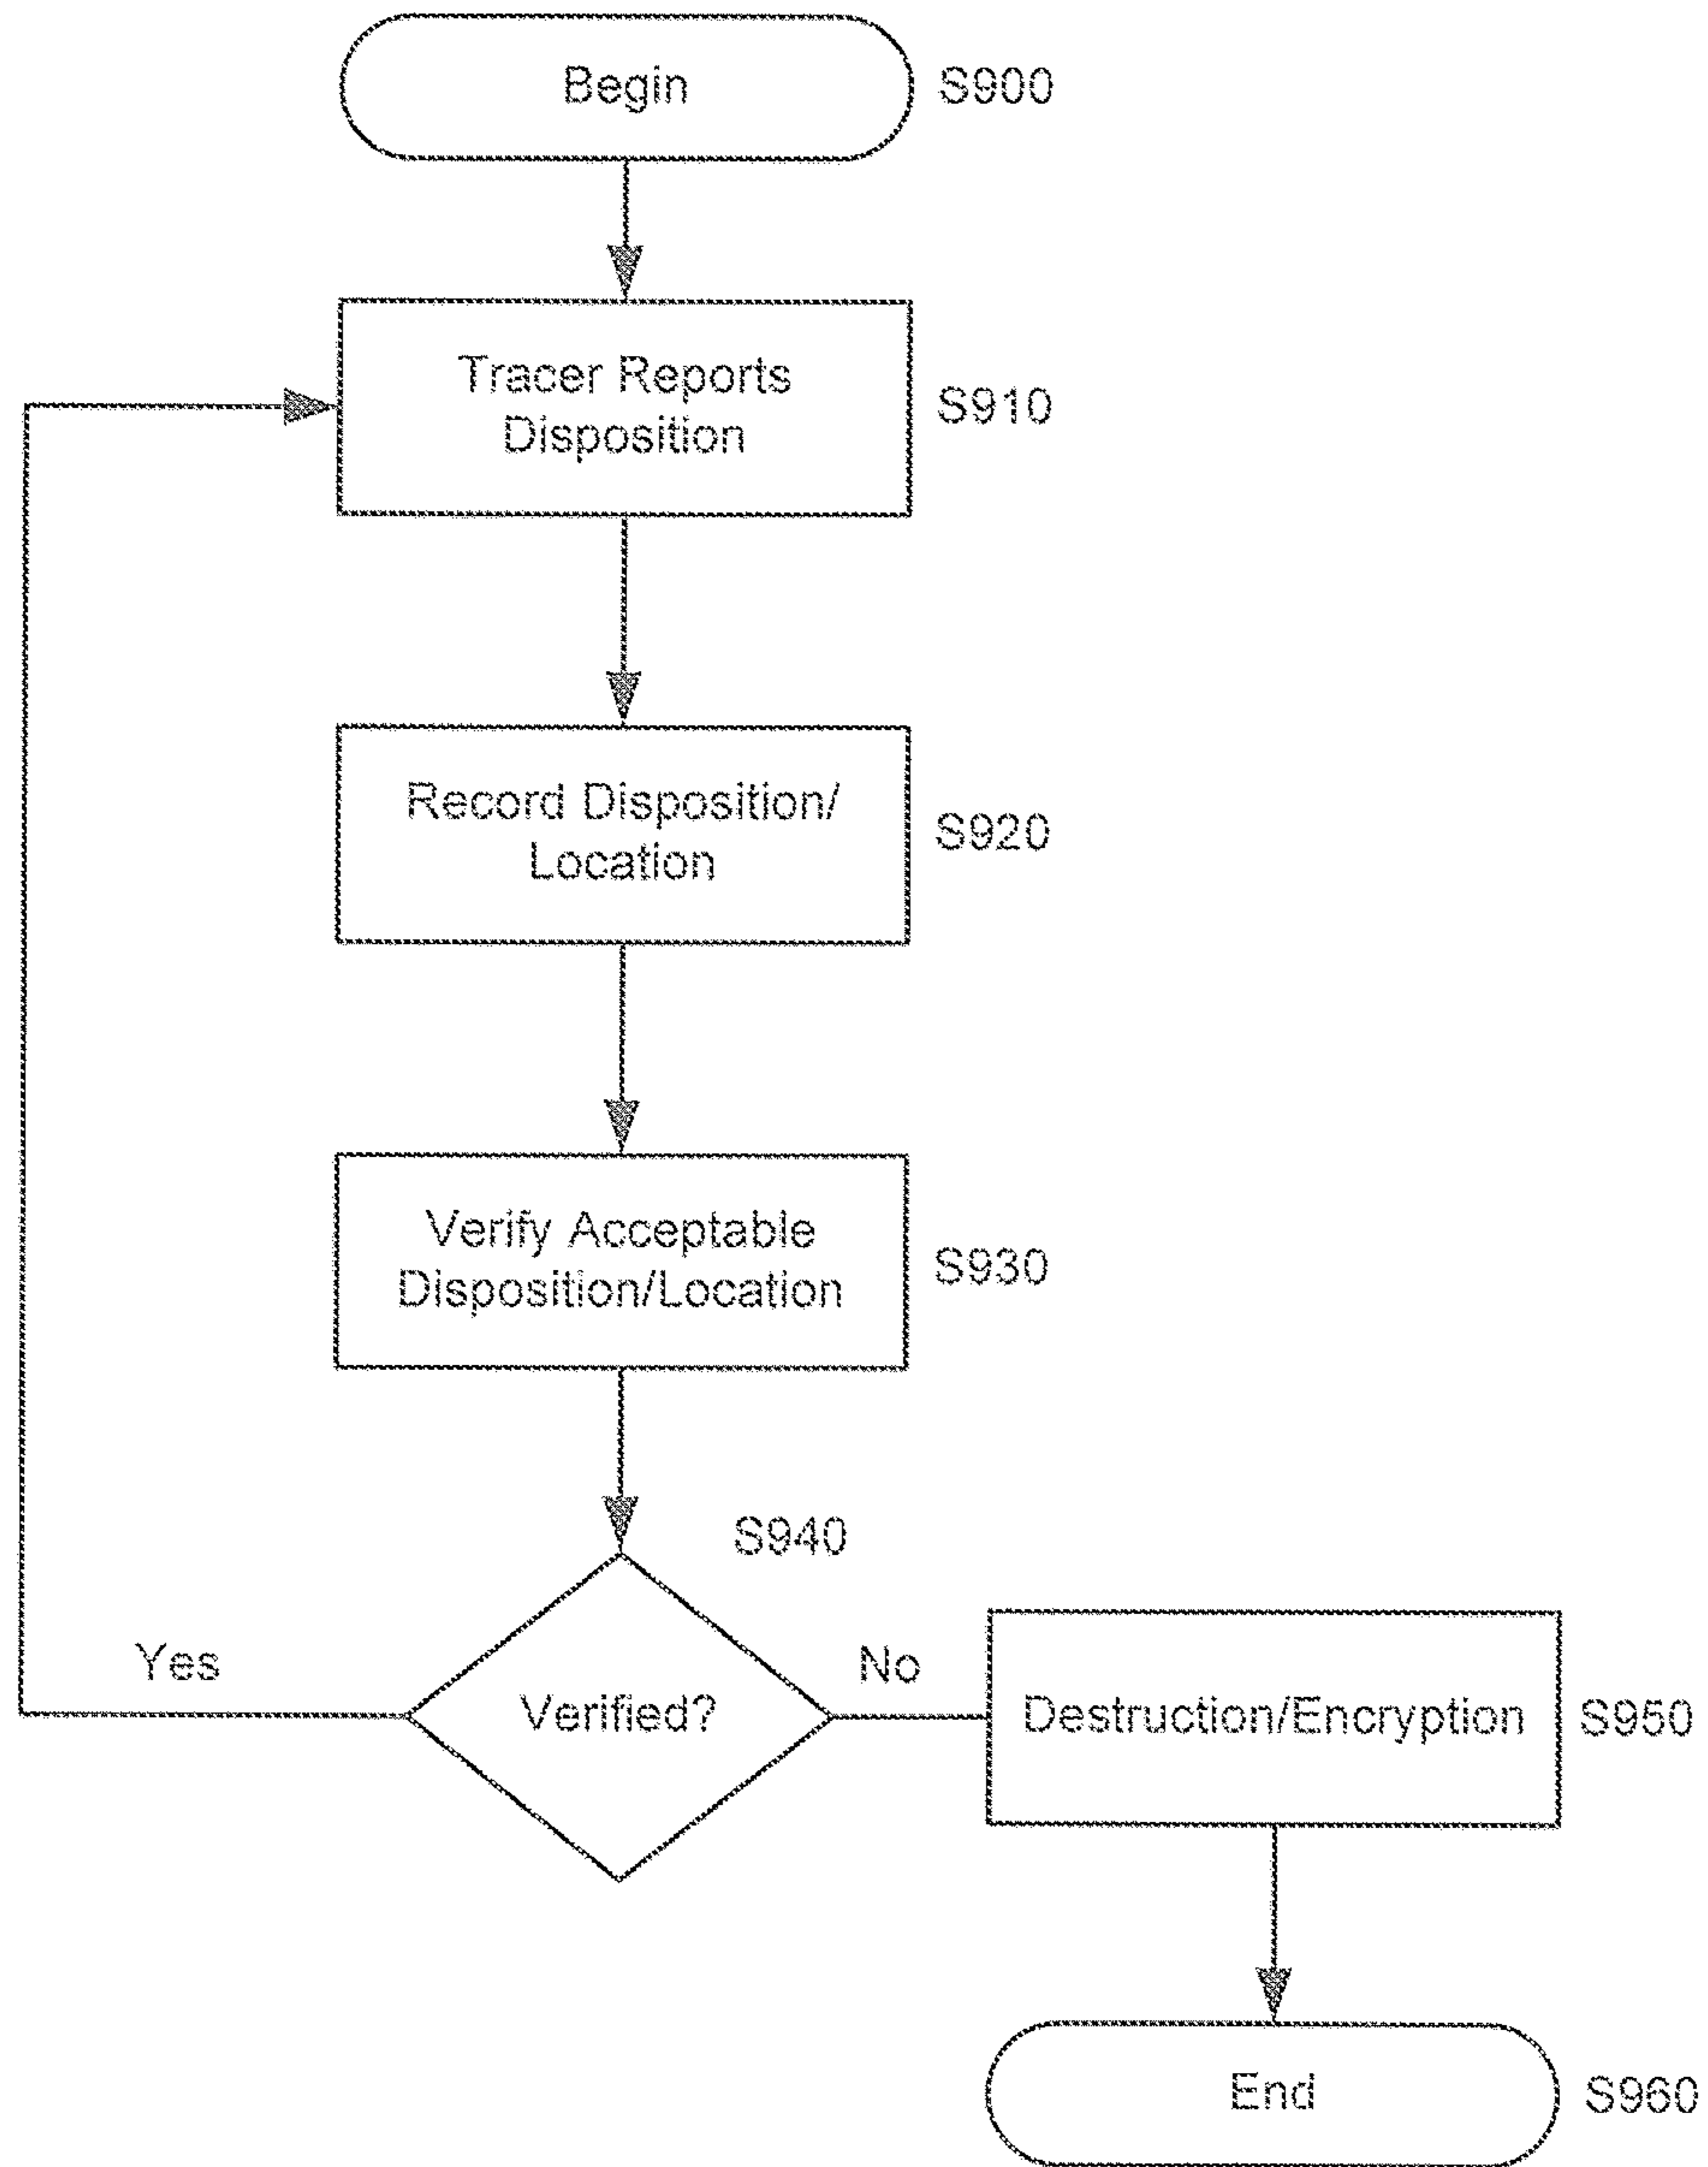 Begin
S900
Tracer Reports
Disposition
S910
Record Disposition/
Location
S920
Verify Acceptable
Disposition/Location
S930
S940
Yes
Verified?
No
Destruction/Encryption
S950
End
S960